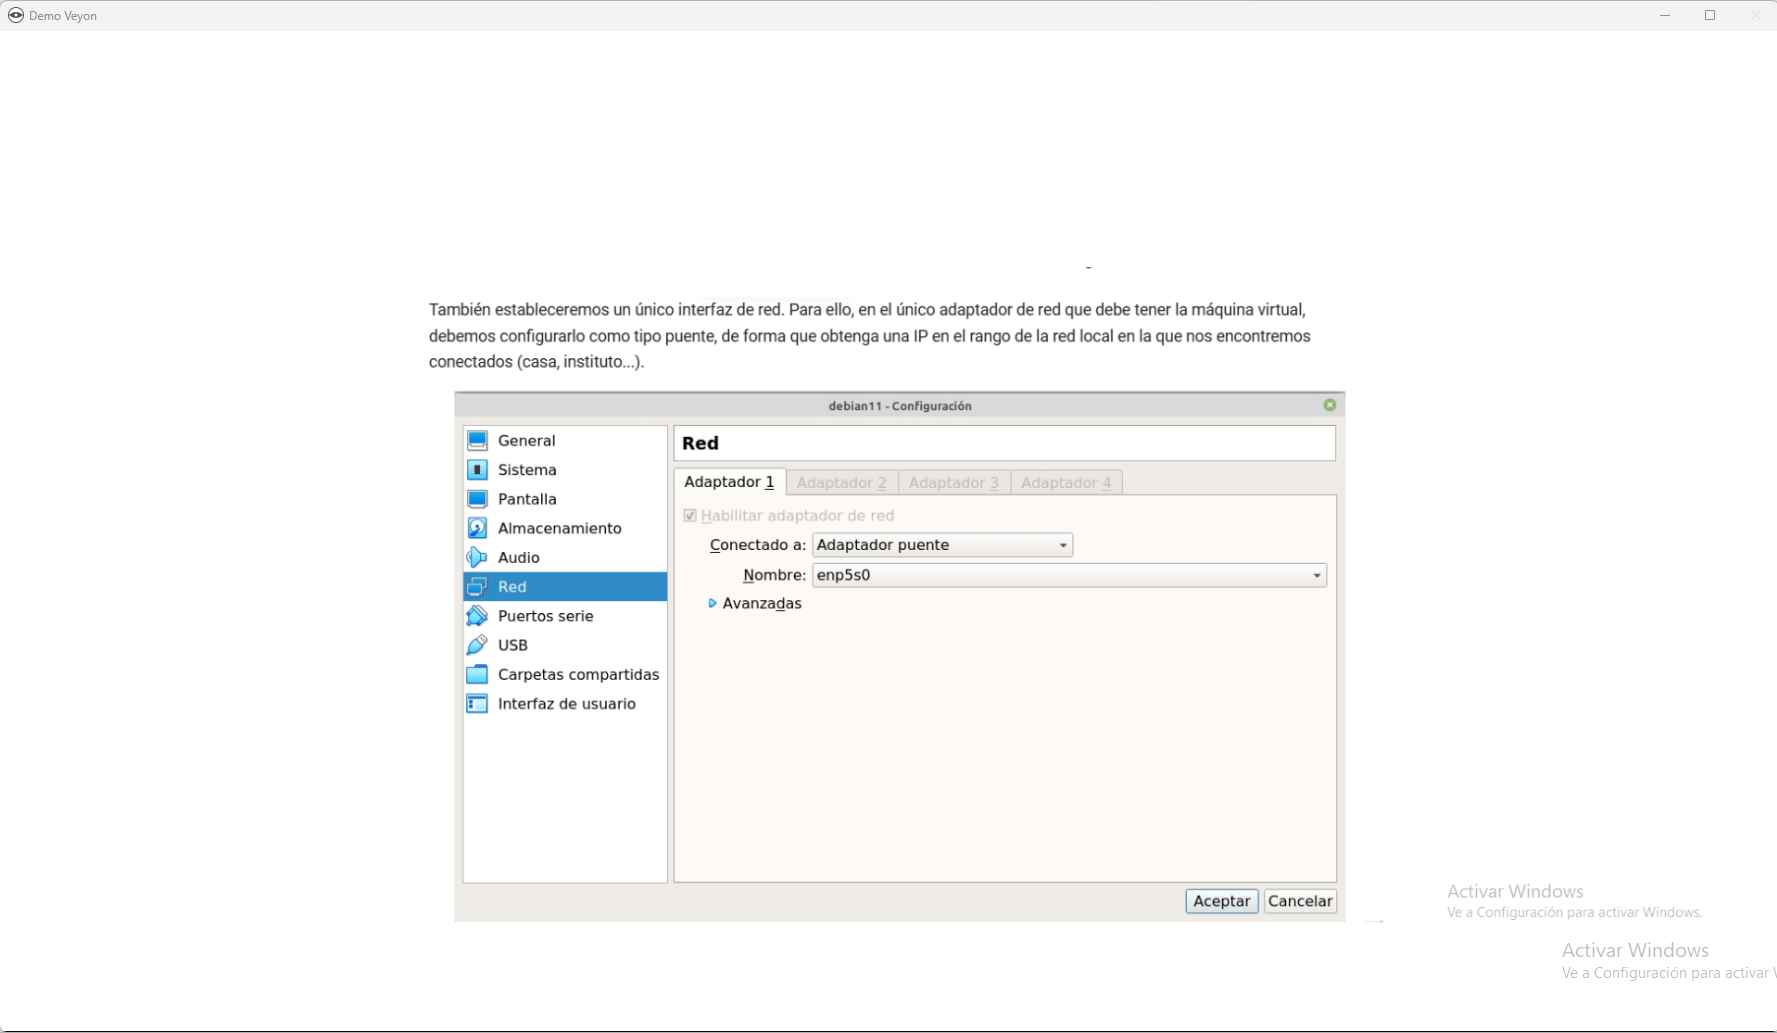 Demo Veyon
-
También estableceremos un único interfaz de red. Para ello, en el único adaptador de red que debe tener la máquina virtual,
debemos configurarlo como tipo puente, de forma que obtenga una IP en el rango de la red local en la que nos encontremos
conectados (casa, instituto...).
debian11 - Configuración
General
Sistema
Pantalla
Almacenamiento
Audio
Red
Puertos serie
USB
Carpetas compartidas
Interfaz de usuario
Red
Adaptador 1 Adaptador 2 Adaptador 3 Adaptador 4
Habilitar adaptador de red
Conectado a: Adaptador puente
Nombre: enp5s0
Avanzadas
Aceptar Cancelar
Activar Windows
Ve a Configuración para activar Windows.
Activar Windows
Ve a Configuración para activar